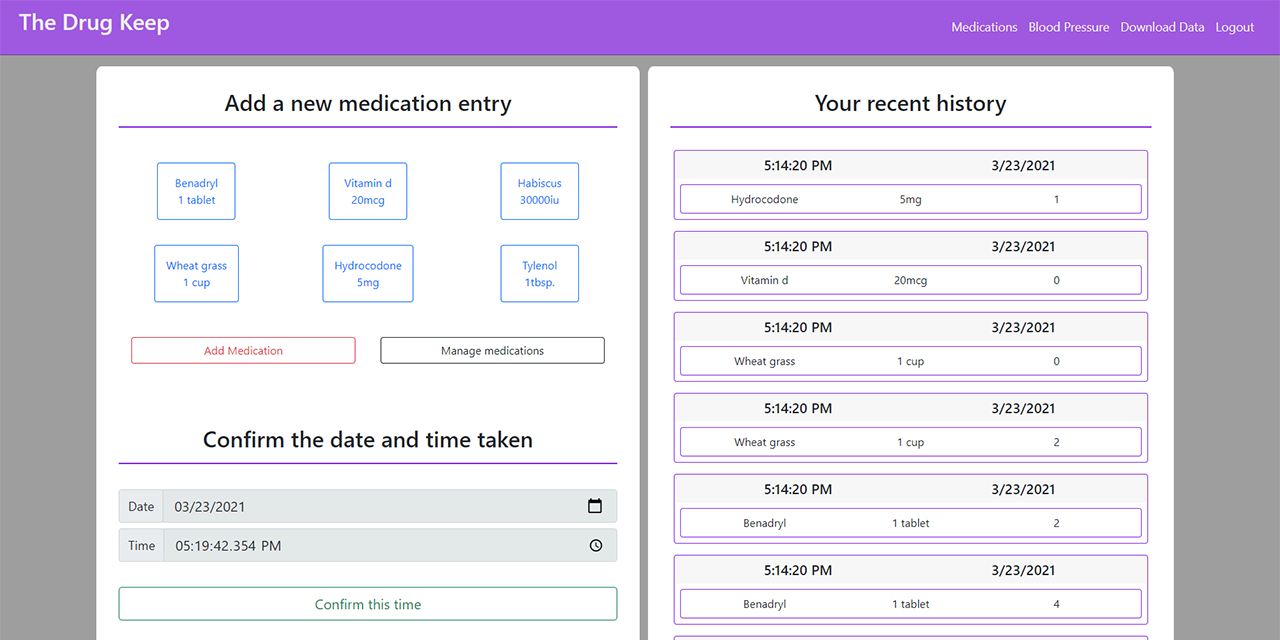 The Drug Keep
Medications Blood Pressure Download Data Logout
Add a new medication entry
Benadryl
1 tablet
Vitamin d
20mcg
Habiscus
30000iu
Wheat grass
1 cup
Hydrocodone
5mg
Tylenol
1tbsp.
Add Medication
Manage medications
Confirm the date and time taken
Date 03/23/2021
Time 05:19:42.354 PM
Confirm this time
Your recent history
5:14:20 PM 3/23/2021
Hydrocodone 5mg 1
5:14:20 PM 3/23/2021
Vitamin d 20mcg 0
5:14:20 PM 3/23/2021
Wheat grass 1 cup 0
5:14:20 PM 3/23/2021
Wheat grass 1 cup 2
5:14:20 PM 3/23/2021
Benadryl 1 tablet 2
5:14:20 PM 3/23/2021
Benadryl 1 tablet 4